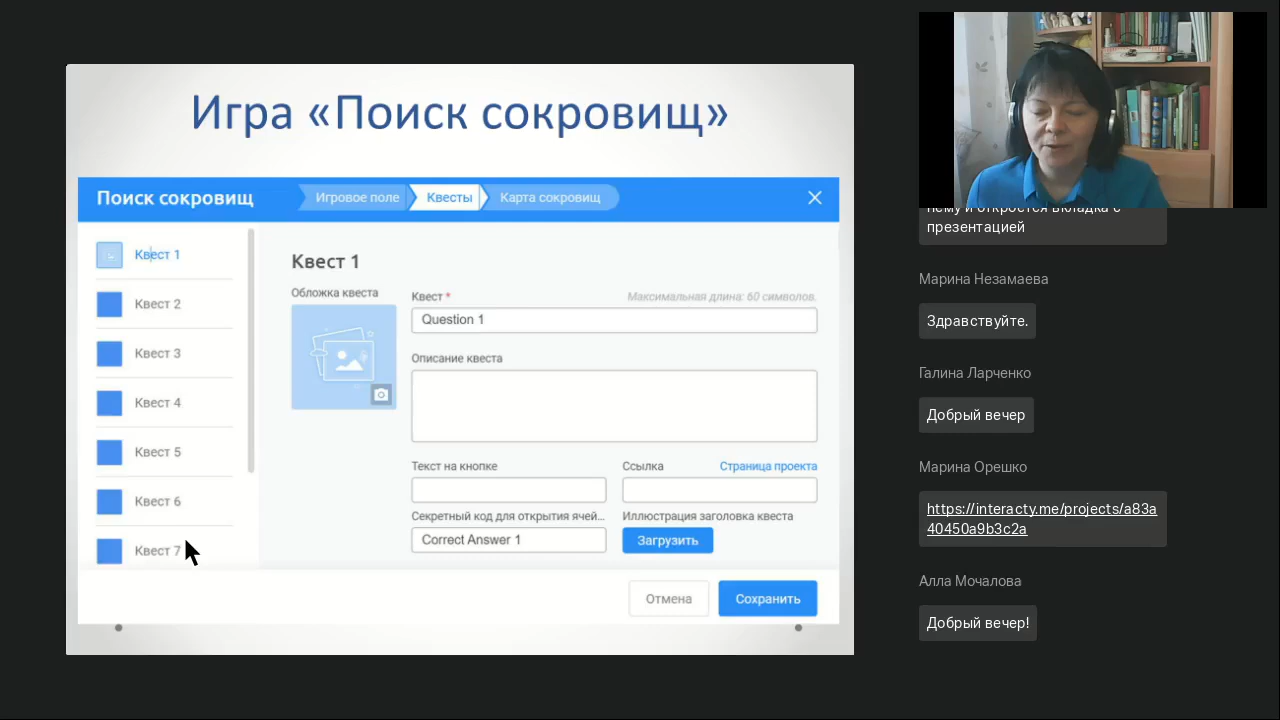 Игра «Поиск сокровищ»
Поиск сокровищ
Игровое поле
Квесты
Карта сокровищ
Квест 1
Квест 2
Квест 3
Квест 4
Квест 5
Квест 6
Квест 7
Квест 1
Обложка квеста
Квест *
Максимальная длина: 60 символов.
Question 1
Описание квеста
Текст на кнопке
Ссылка
Страница проекта
Секретный код для открытия ячей...
Иллюстрация заголовка квеста
Correct Answer 1
Загрузить
Отмена
Сохранить
нему и откроется вкладка с
презентацией
Марина Незамаева
Здравствуйте.
Галина Ларченко
Добрый вечер
Марина Орешко
https://interacty.me/projects/a83a
40450a9b3c2a
Алла Мочалова
Добрый вечер!